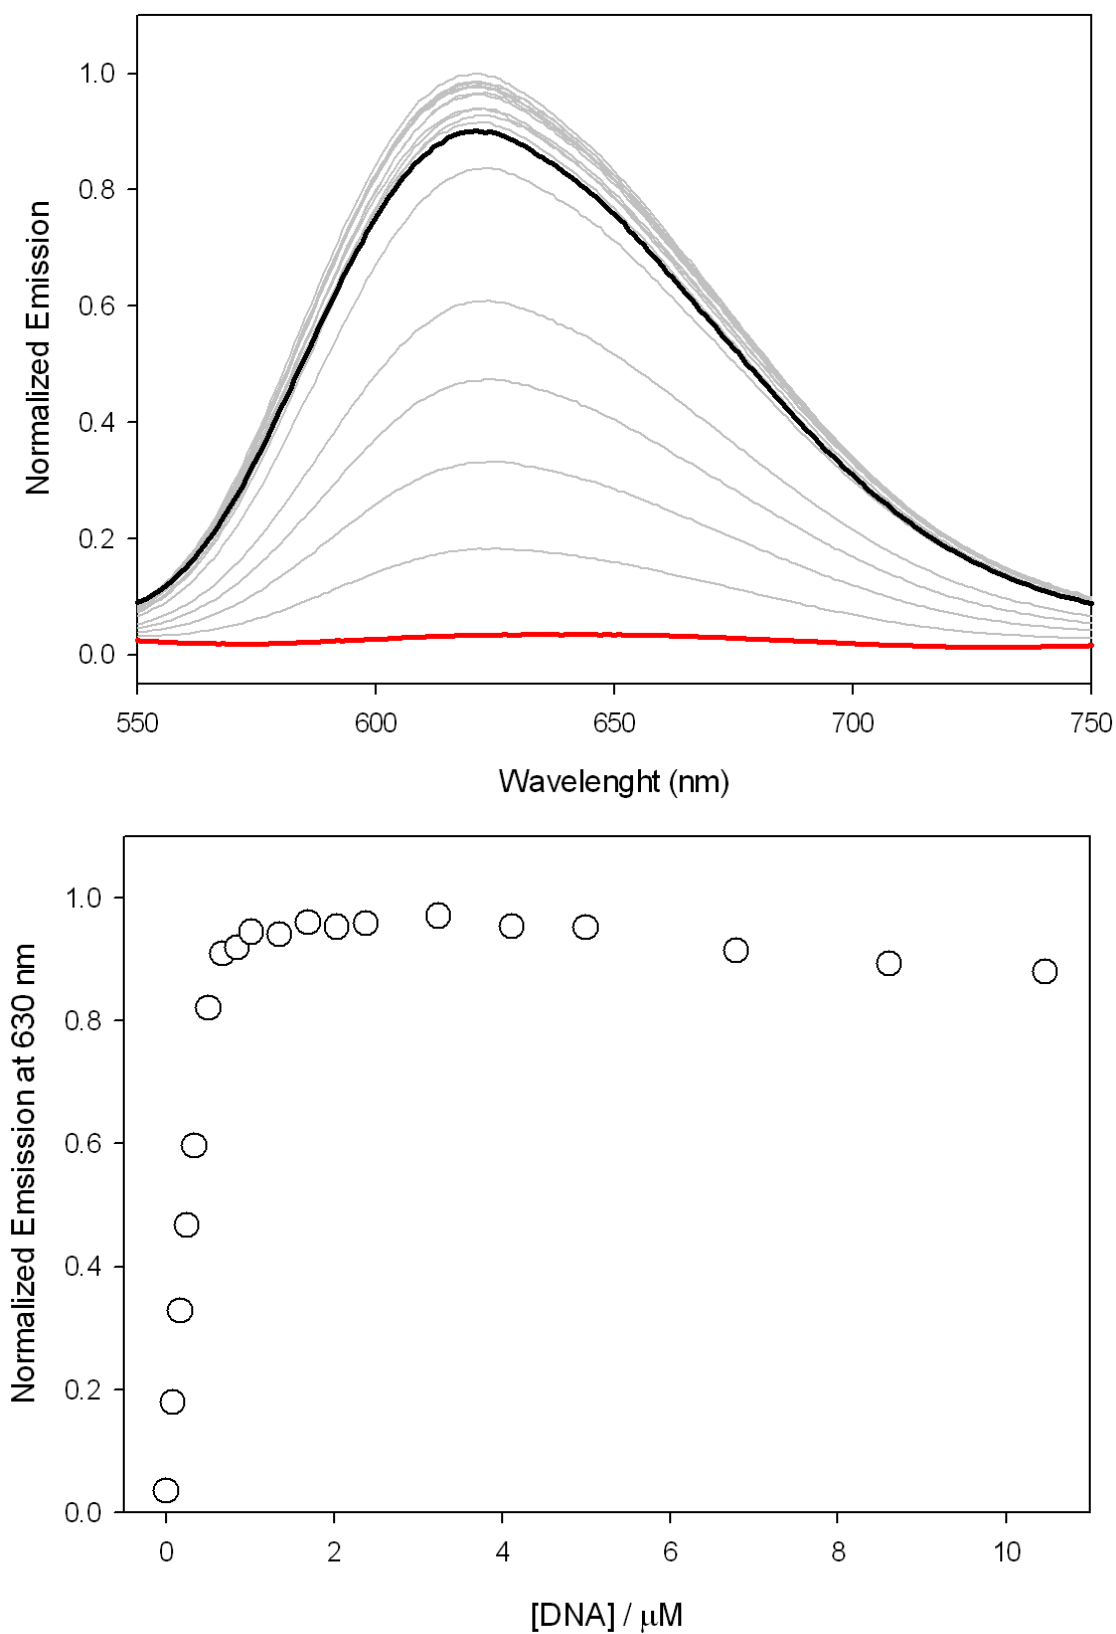 Normalized Emission
1.0
0.8
0.6
0.4
0.2
0.0
550 600 650 700 750
Wavelenght (nm)
Normalized Emsission at 630 nm
1.0
0.8
0.6
0.4
0.2
0.0
0 2 4 6 8 10
[DNA] / μM